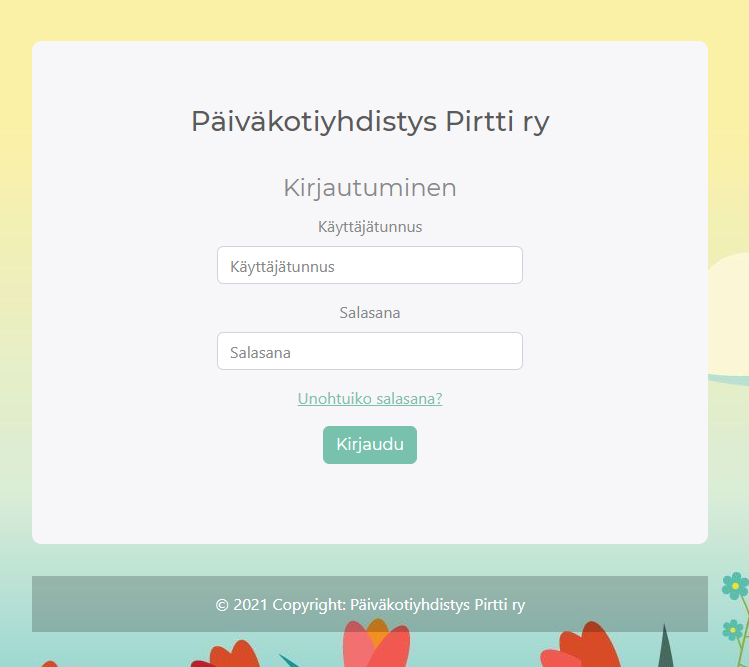 Päiväkotiyhdistys Pirtti ry
Kirjautuminen
Käyttäjätunnus
Käyttäjätunnus
Salasana
Salasana
Unohtuiko salasana?
Kirjaudu
© 2021 Copyright: Päiväkotiyhdistys Pirtti ry